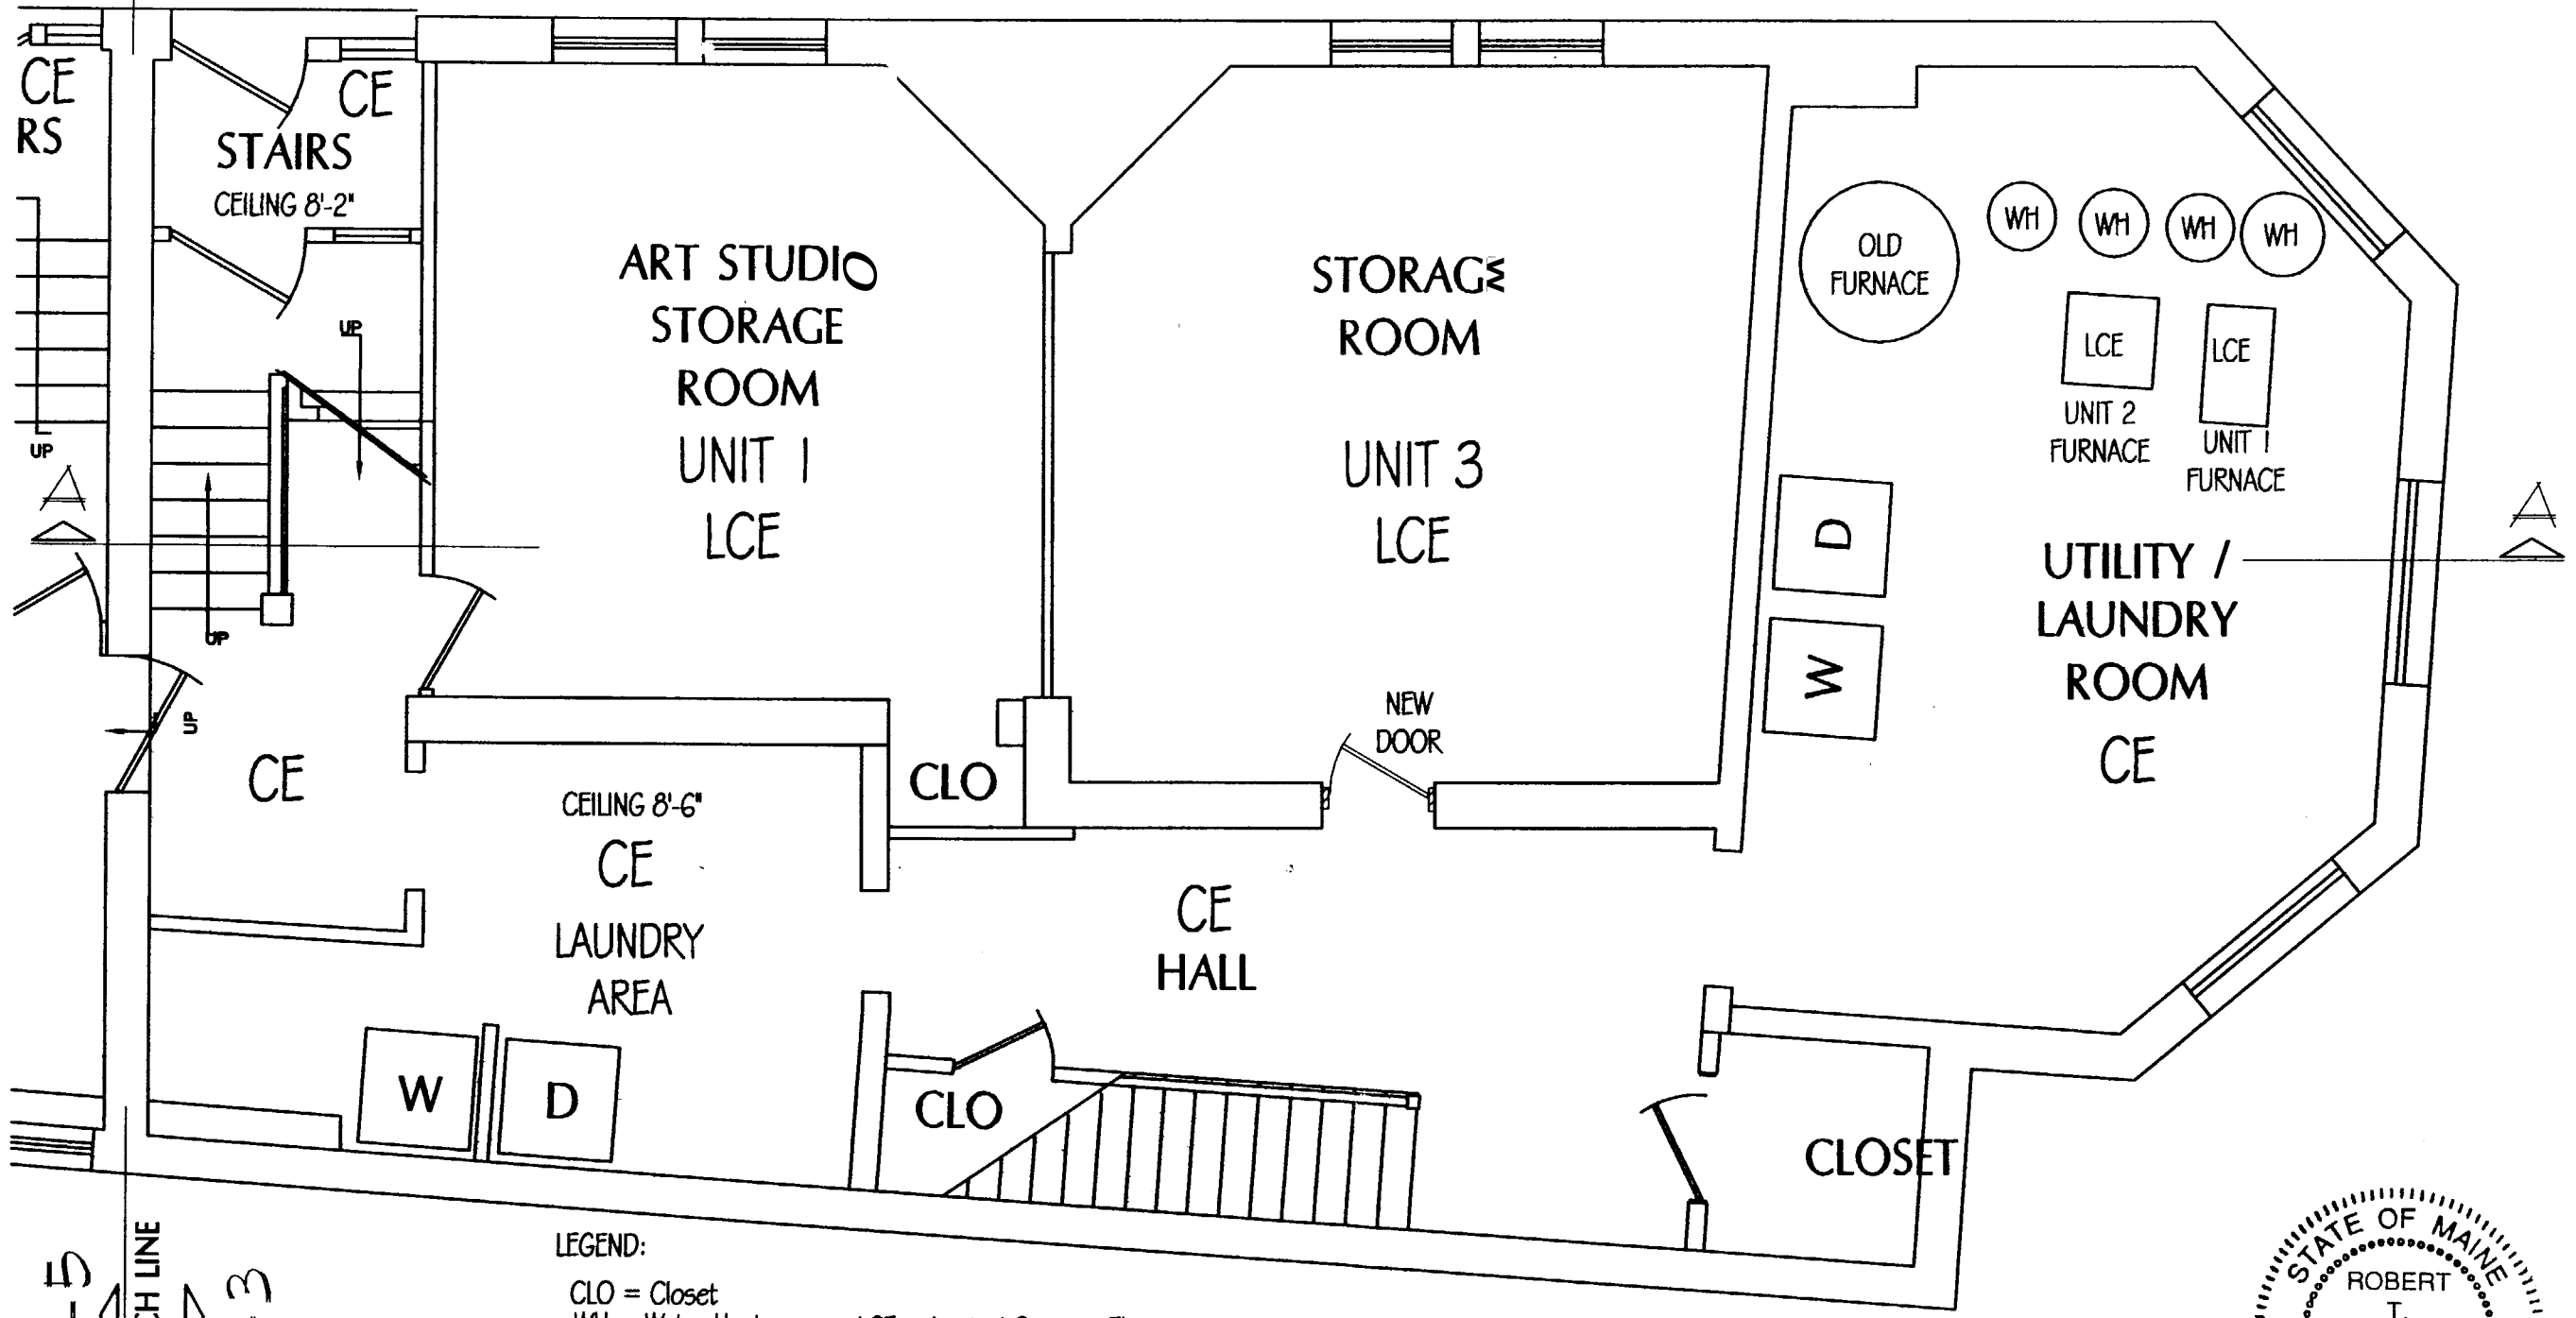 CE
RS
CE
STAIRS
CEILING 8'-2"
UP
UP
UP
UP
A
ART STUDIO
STORAGE
ROOM
UNIT 1
LCE
STORAGE
ROOM
UNIT 3
LCE
NEW
DOOR
OLD
FURNACE
WH
WH
WH
WH
LCE
UNIT 2
FURNACE
LCE
UNIT 1
FURNACE
D
W
UTILITY /
LAUNDRY
ROOM
CE
A
CE
CEILING 8'-6"
CE
LAUNDRY
AREA
W
D
CLO
CE
HALL
CLO
CLOSET
LEGEND:
CLO = Closet
CH LINE
STATE OF MAINE
ROBERT
T.